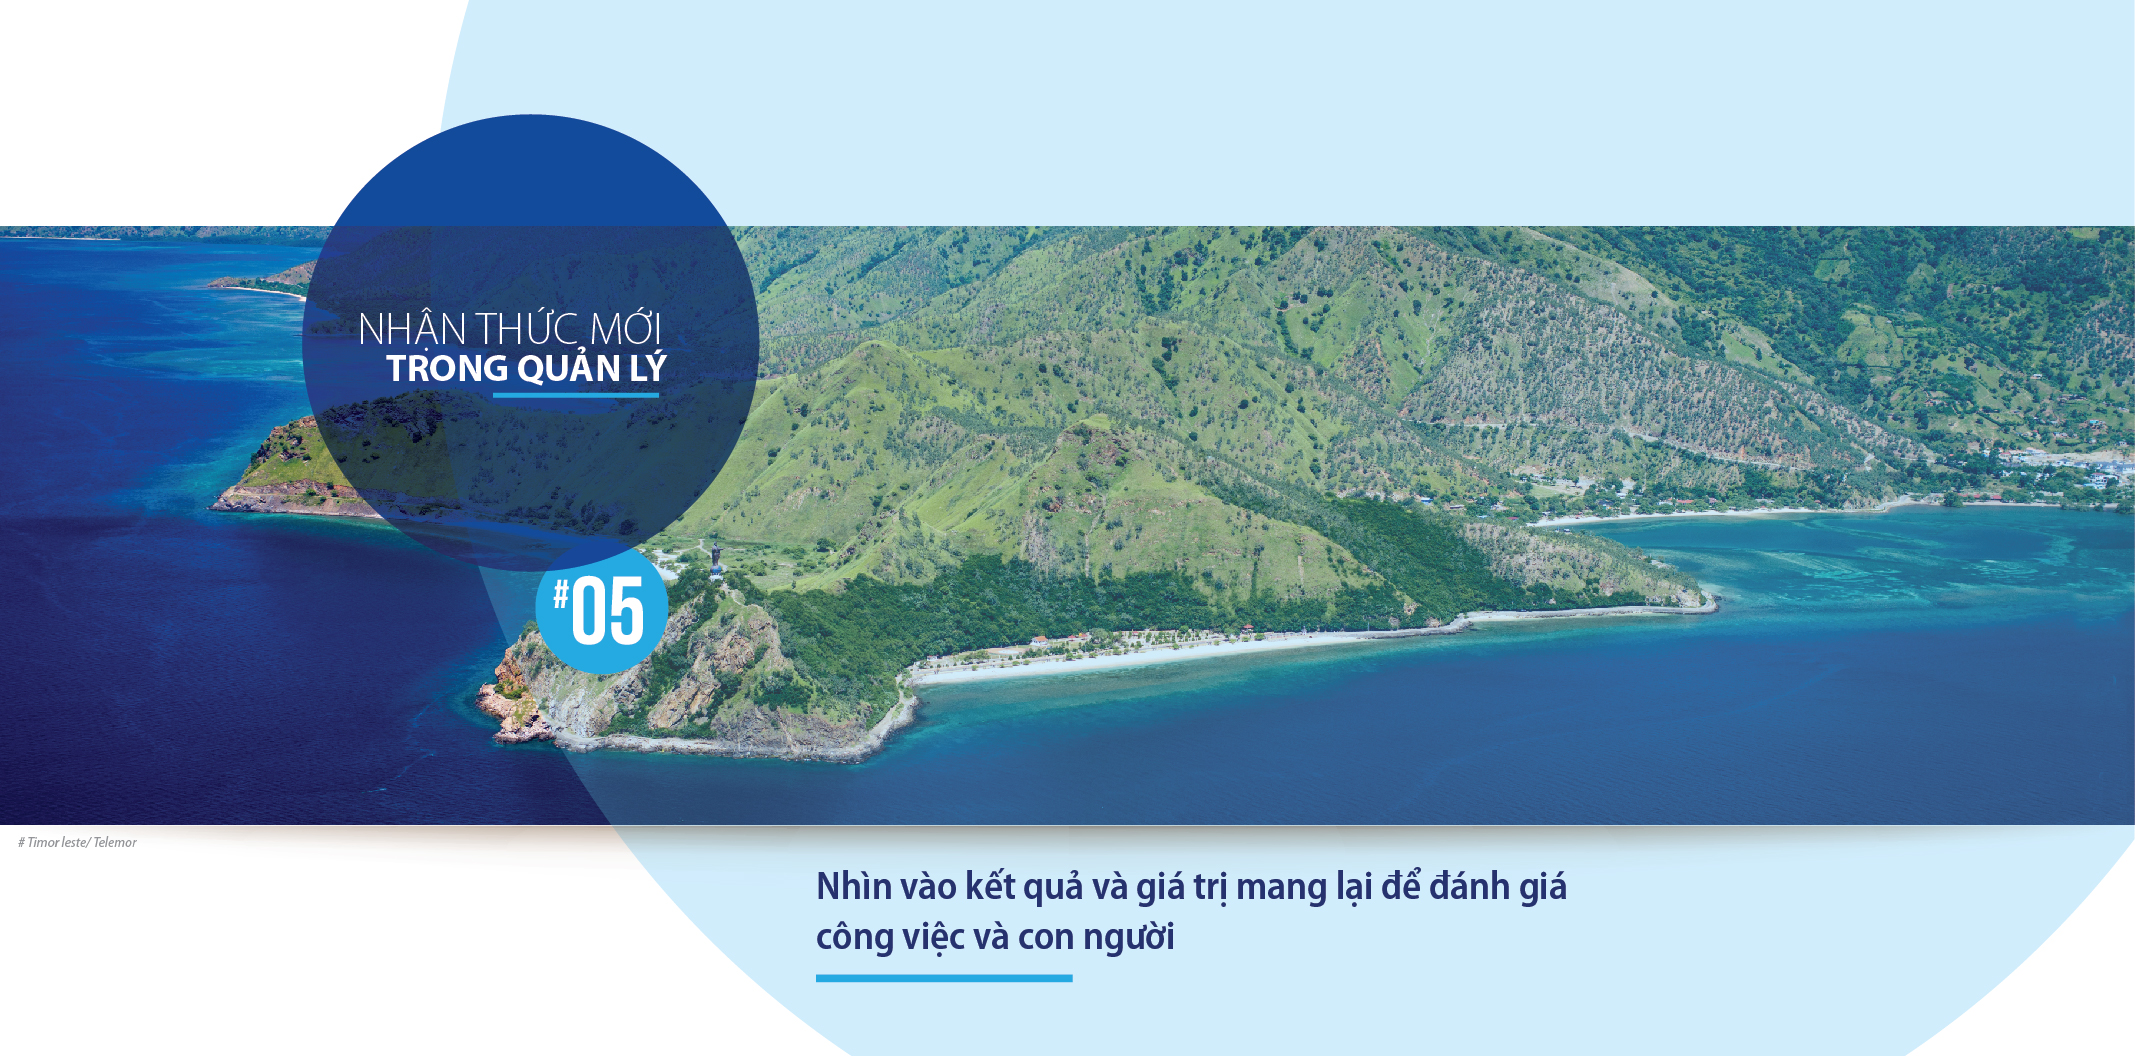 NHẬN THỨC MỚI
TRONG QUẢN LÝ
#05
# Timor leste/ Telemor
Nhìn vào kết quả và giá trị mang lại để đánh giá
công việc và con người